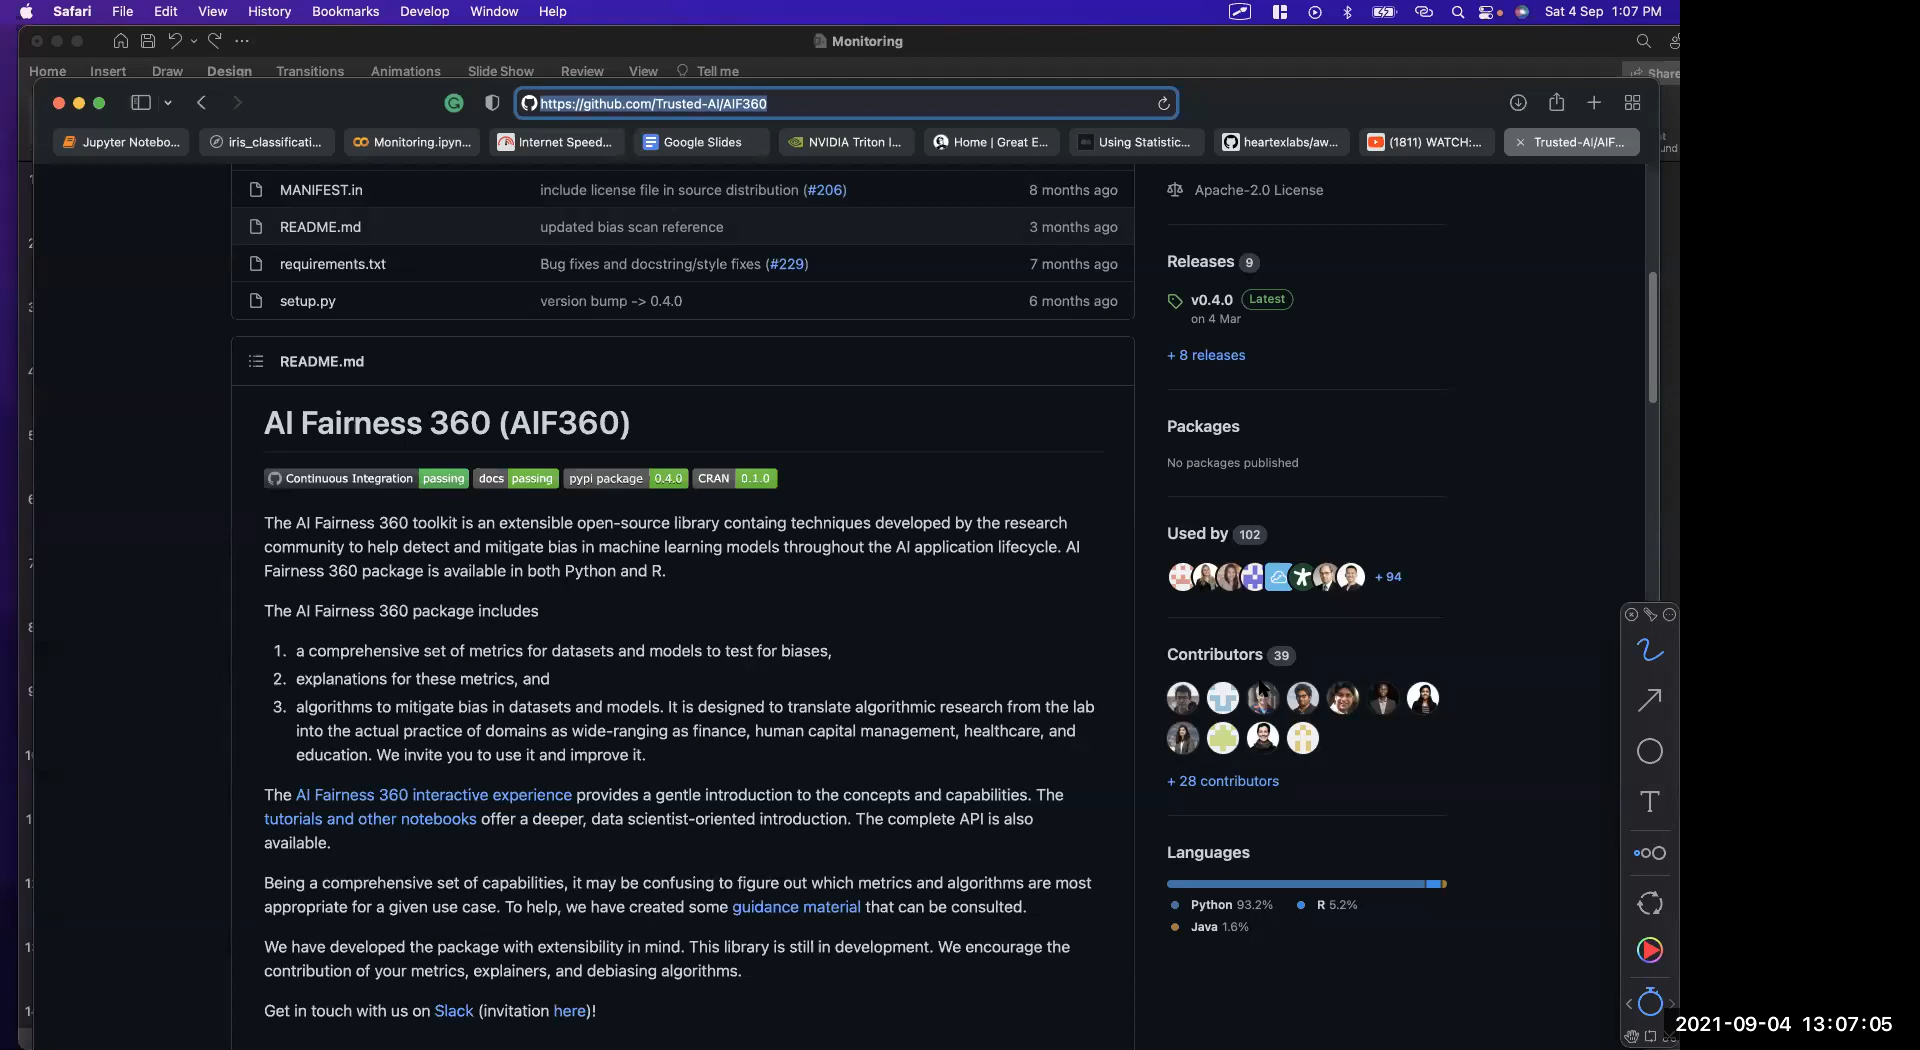 Safari File Edit View History Bookmarks Develop Window Help
Sat 4 Sep 1:07 PM
Monitoring
Home Insert Draw Design Transitions Animations Slide Show Review View Tell me
Share
https://github.com/Trusted-AI/AIF360
Jupyter Notebo... iris_classificati... Monitoring.ipyn... Internet Speed... Google Slides NVIDIA Triton I... Home | Great E... Using Statistic... heartexlabs/aw... (1811) WATCH:... Trusted-AI/AIF...
MANIFEST.in include license file in source distribution (#206) 8 months ago
README.md updated bias scan reference 3 months ago
requirements.txt Bug fixes and docstring/style fixes (#229) 7 months ago
setup.py version bump -> 0.4.0 6 months ago
README.md
AI Fairness 360 (AIF360)
Continuous Integration passing docs passing pypi package 0.4.0 CRAN 0.1.0
The AI Fairness 360 toolkit is an extensible open-source library containg techniques developed by the research
community to help detect and mitigate bias in machine learning models throughout the AI application lifecycle. AI
Fairness 360 package is available in both Python and R.
The AI Fairness 360 package includes
1. a comprehensive set of metrics for datasets and models to test for biases,
2. explanations for these metrics, and
3. algorithms to mitigate bias in datasets and models. It is designed to translate algorithmic research from the lab
into the actual practice of domains as wide-ranging as finance, human capital management, healthcare, and
education. We invite you to use it and improve it.
The AI Fairness 360 interactive experience provides a gentle introduction to the concepts and capabilities. The
tutorials and other notebooks offer a deeper, data scientist-oriented introduction. The complete API is also
available.
Being a comprehensive set of capabilities, it may be confusing to figure out which metrics and algorithms are most
appropriate for a given use case. To help, we have created some guidance material that can be consulted.
We have developed the package with extensibility in mind. This library is still in development. We encourage the
contribution of your metrics, explainers, and debiasing algorithms.
Get in touch with us on Slack (invitation here)!
Apache-2.0 License
Releases 9
v0.4.0 Latest
on 4 Mar
+ 8 releases
Packages
No packages published
Used by 102
+ 94
Contributors 39
+ 28 contributors
Languages
Python 93.2% R 5.2%
Java 1.6%
T
2021-09-04 13:07:05